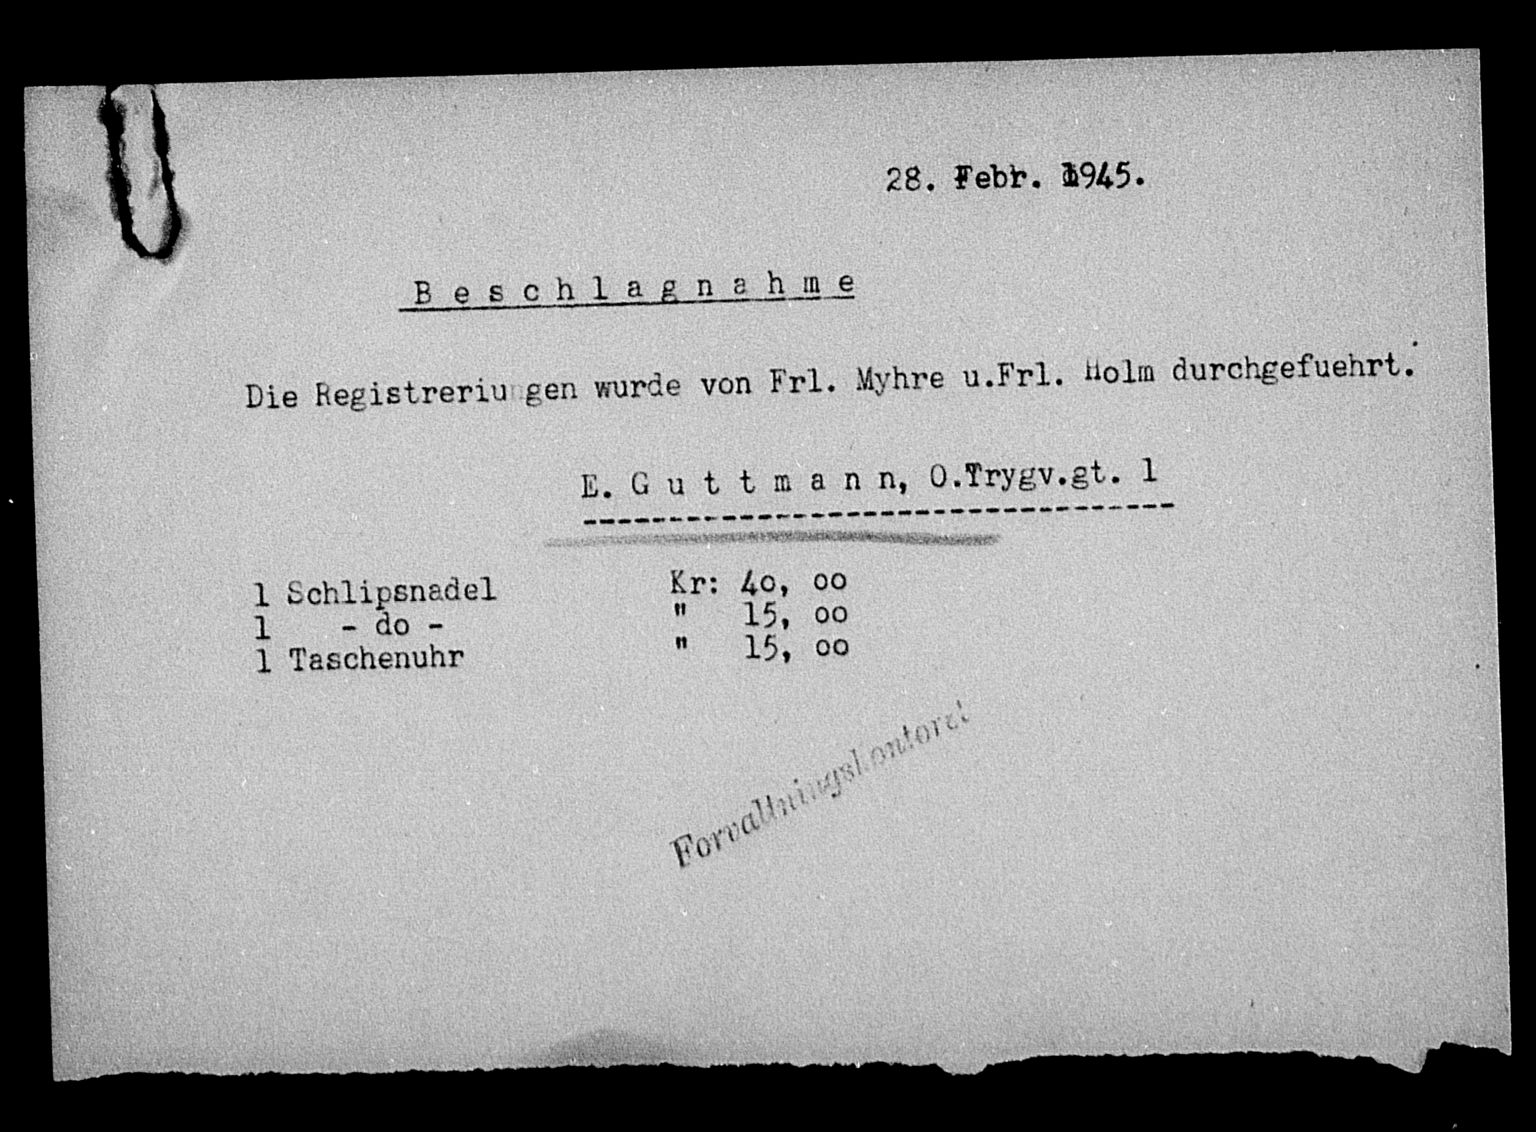 28. Febr. 1945.
B e s c h l a g n a h m e
Die Registreriungen wurde von Frl. Myhre u.Frl. Holm durchgefuehrt.
E. G u t t m a n n, O.Trygv.gt. 1
1 Schlipsnadel Kr: 40, oo
1 - do - " 15, oo
1 Taschenuhr " 15, oo
Forvaltningskontoret